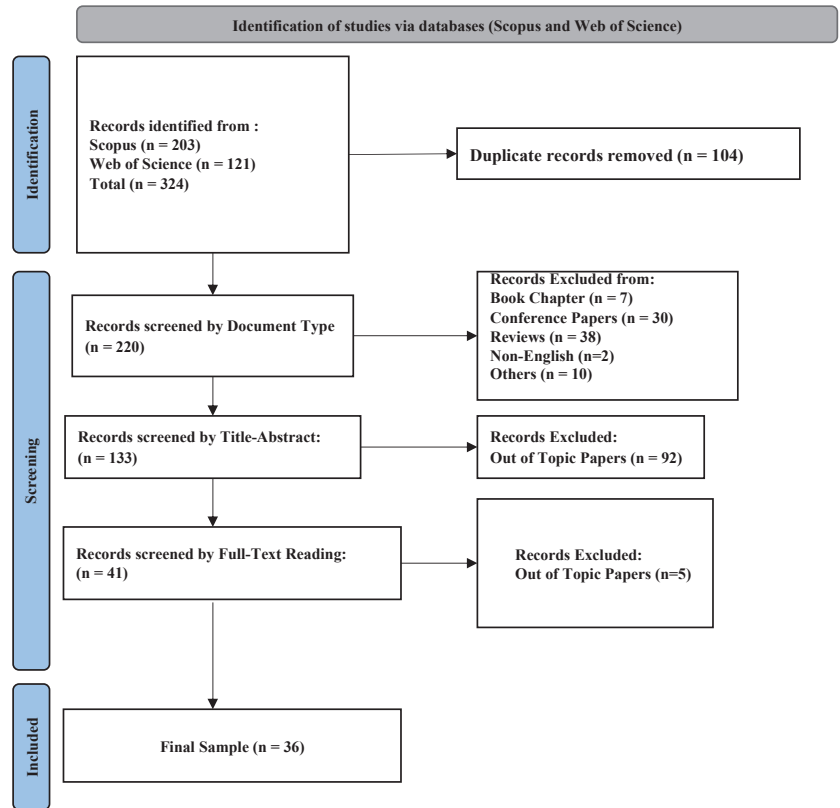 Identification of studies via databases (Scopus and Web of Science)
Identification
Records identified from :
Scopus (n = 203)
Web of Science (n = 121)
Total (n = 324)
Duplicate records removed (n = 104)
Screening
Records screened by Document Type
(n = 220)
Records Excluded from:
Book Chapter (n = 7)
Conference Papers (n = 30)
Reviews (n = 38)
Non-English (n=2)
Others (n = 10)
Records screened by Title-Abstract:
(n = 133)
Records Excluded:
Out of Topic Papers (n = 92)
Records screened by Full-Text Reading:
(n = 41)
Records Excluded:
Out of Topic Papers (n=5)
Included
Final Sample (n = 36)